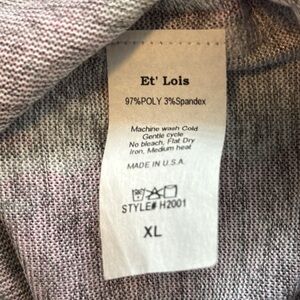 Et' Lois
97%POLY 3%Spandex
Machine wash Cold
Gentle cycle
No bleach, Flat Dry
Iron, Medium heat
MADE IN U.S.A.
STYLE# H2001
XL